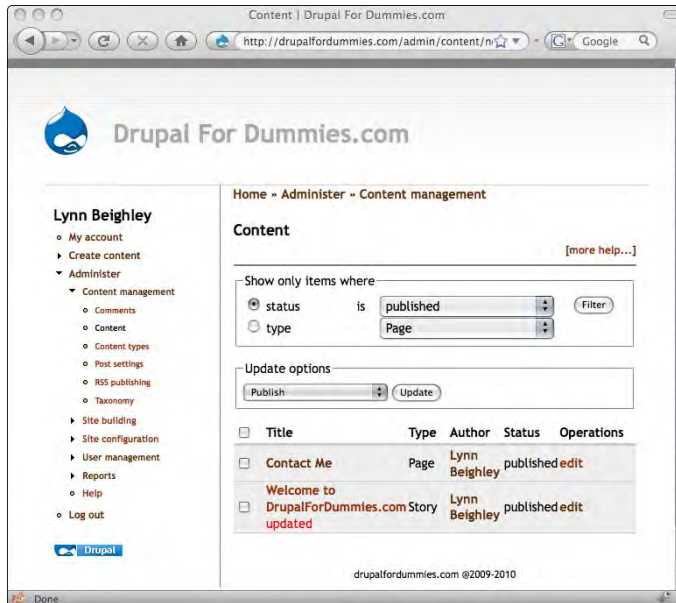 Content | Drupal For Dummies.com
http://drupalfordummies.com/admin/content/n
Google
Drupal For Dummies.com
Home » Administer » Content management
Lynn Beighley
My account
Create content
Administer
Content management
Comments
Content
Content types
Post settings
RSS publishing
Taxonomy
Site building
Site configuration
User management
Reports
Help
Log out
Drupal
Content
[more help...]
Show only items where
status is published Filter
type Page
Update options
Publish Update
Title Type Author Status Operations
Contact Me Page Lynn Beighley published edit
Welcome to DrupalForDummies.com updated Story Lynn Beighley published edit
drupalfordummies.com @2009-2010
Done